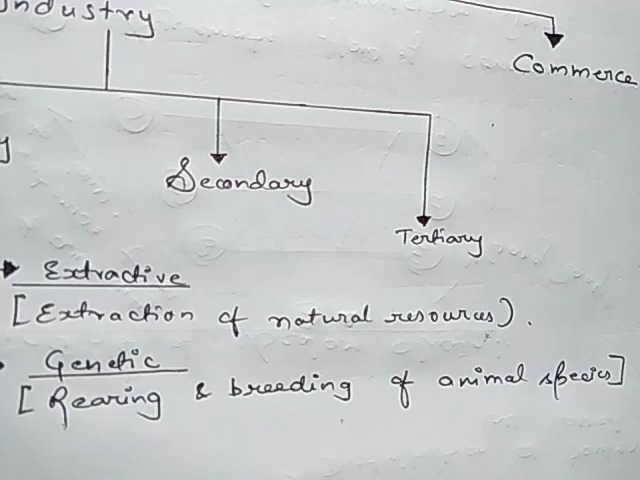 Industry
Commerce
y
Secondary
Tertiary
Extractive
[Extraction of natural resources).
Genetic
[Rearing & breeding of animal species]